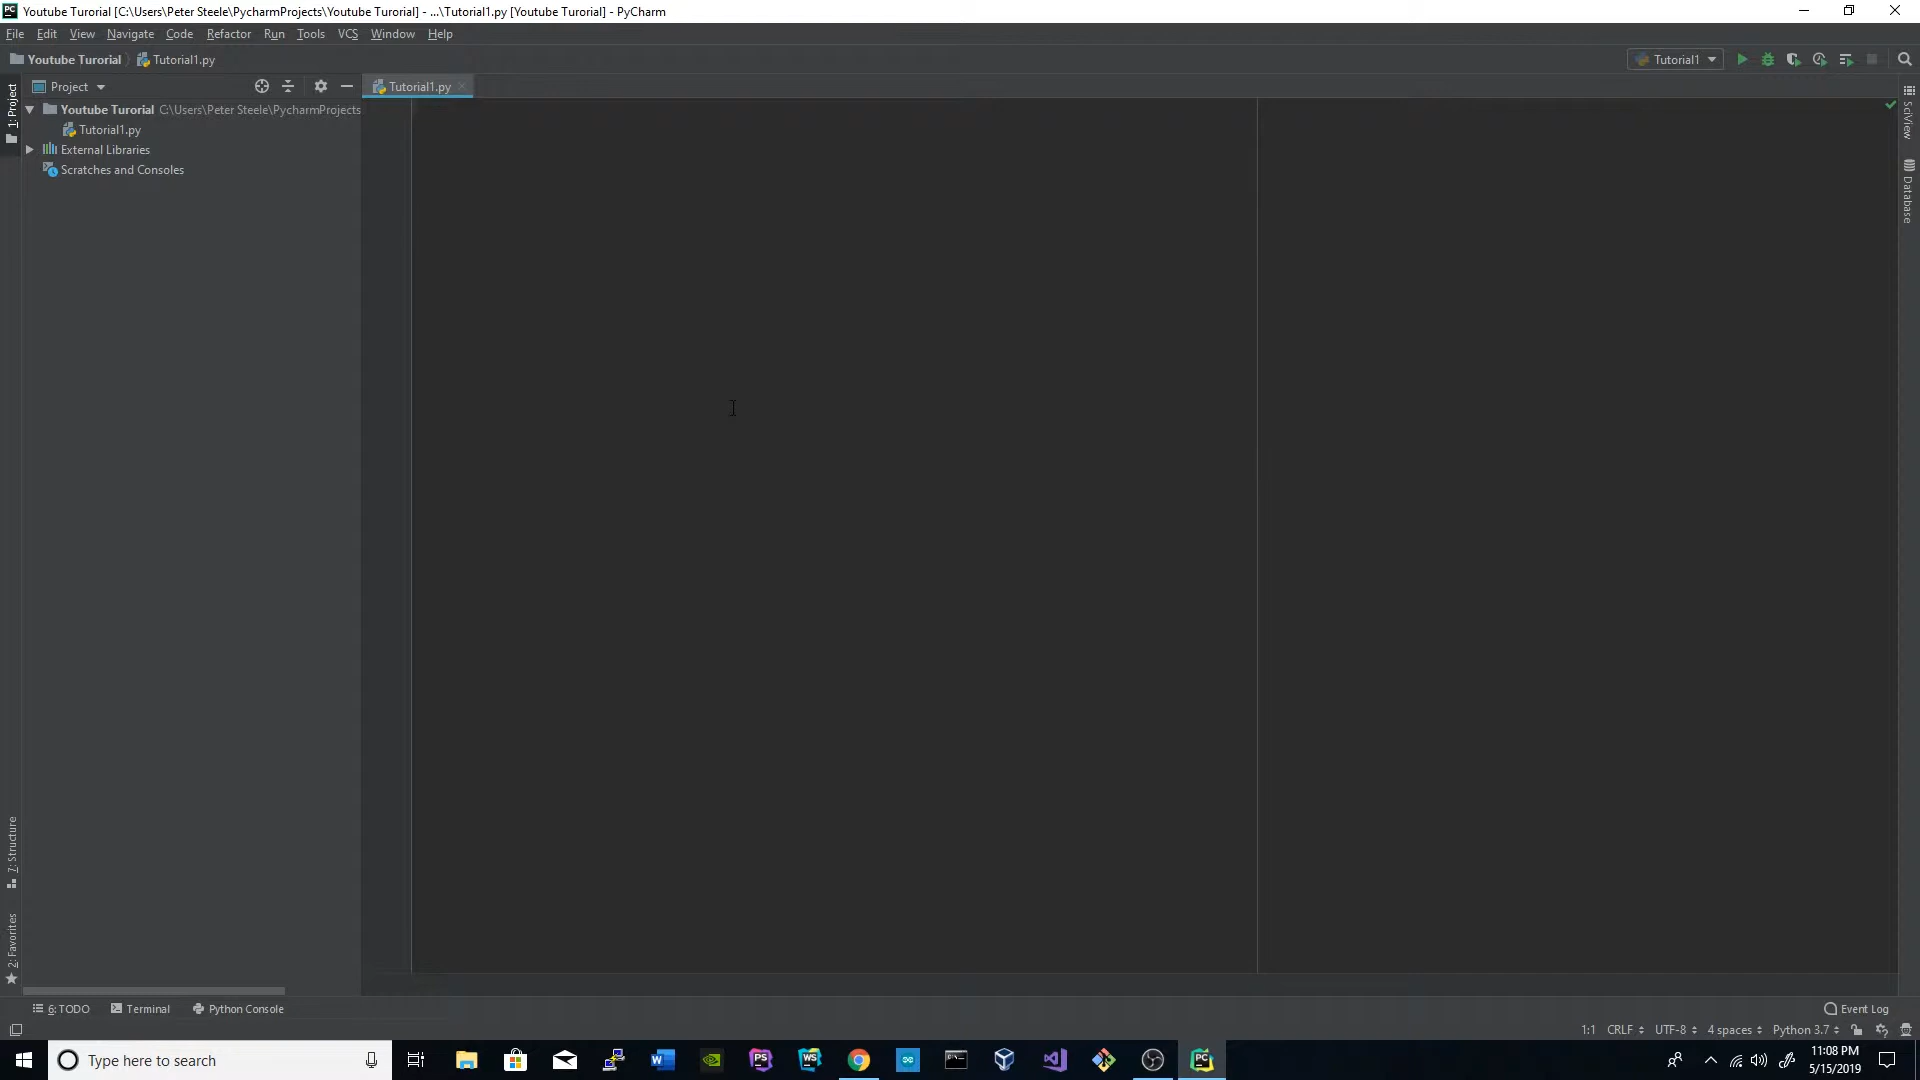 Youtube Turorial [C:\Users\Peter Steele\PycharmProjects\Youtube Turorial] - ...\Tutorial1.py [Youtube Turorial] - PyCharm
File Edit View Navigate Code Refactor Run Tools VCS Window Help
Youtube Turorial Tutorial1.py Tutorial1
Project Tutorial1.py
Youtube Turorial C:\Users\Peter Steele\PycharmProjects
Tutorial1.py
External Libraries
Scratches and Consoles
1: Project
7: Structure
2: Favorites
SciView
Database
6: TODO Terminal Python Console Event Log
1:1 CRLF UTF-8 4 spaces Python 3.7
Type here to search
11:08 PM
5/15/2019